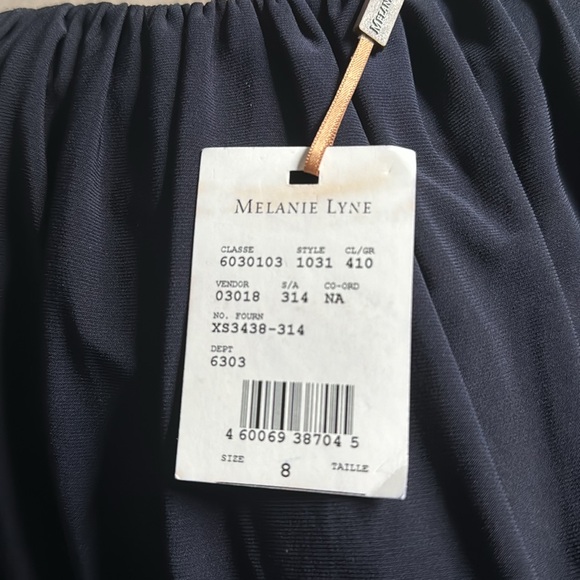 MELANIE LYNE
CLASSE STYLE CL/GR
6030103 1031 410
VENDOR S/A CO-ORD
03018 314 NA
NO. FOURN
XS3438-314
DEPT
6303
4 60069 38704 5
SIZE 8 TAILLE